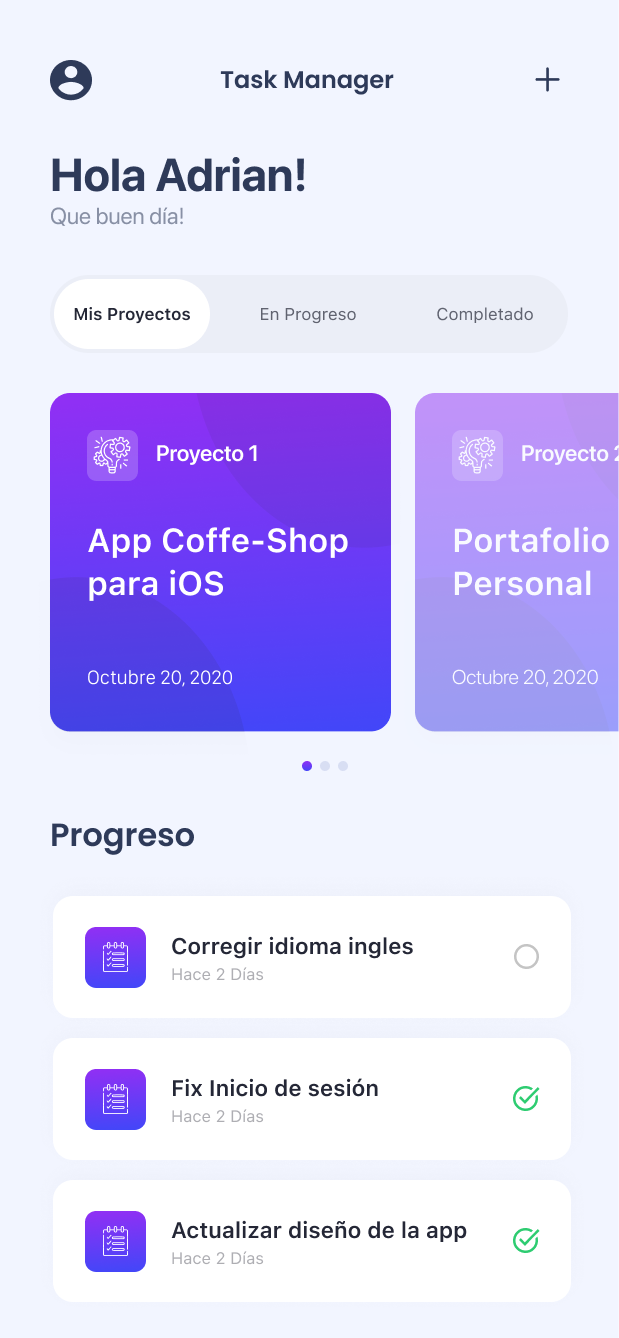 Task Manager
Hola Adrian!
Que buen día!
Mis Proyectos
En Progreso
Completado
Proyecto 1
App Coffe-Shop
para iOS
Octubre 20, 2020
Proyecto
Portafolio
Personal
Octubre 20, 2020
Progreso
Corregir idioma ingles
Hace 2 Días
Fix Inicio de sesión
Hace 2 Días
Actualizar diseño de la app
Hace 2 Días